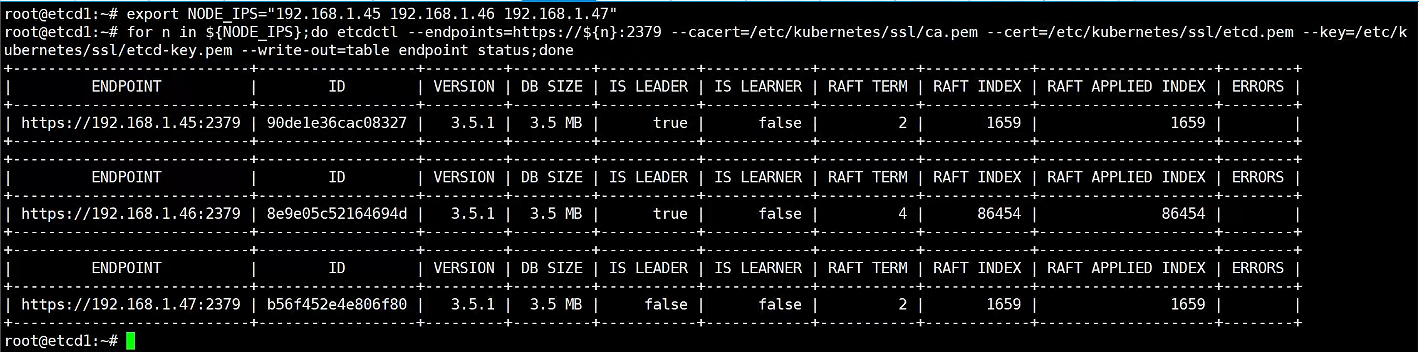 root@etcd1:~# export NODE_IPS="192.168.1.45 192.168.1.46 192.168.1.47"
root@etcd1:~# for n in ${NODE_IPS};do etcdctl --endpoints=https://${n}:2379 --cacert=/etc/kubernetes/ssl/ca.pem --cert=/etc/kubernetes/ssl/etcd.pem --key=/etc/k
ubernetes/ssl/etcd-key.pem --write-out=table endpoint status;done
+---------------------------+------------------+---------+---------+-----------+------------+-----------+------------+--------------------+--------+
|         ENDPOINT          |        ID        | VERSION | DB SIZE | IS LEADER | IS LEARNER | RAFT TERM | RAFT INDEX | RAFT APPLIED INDEX | ERRORS |
+---------------------------+------------------+---------+---------+-----------+------------+-----------+------------+--------------------+--------+
| https://192.168.1.45:2379 | 90de1e36cac08327 |   3.5.1 |  3.5 MB |      true |      false |         2 |       1659 |               1659 |        |
+---------------------------+------------------+---------+---------+-----------+------------+-----------+------------+--------------------+--------+
+---------------------------+------------------+---------+---------+-----------+------------+-----------+------------+--------------------+--------+
|         ENDPOINT          |        ID        | VERSION | DB SIZE | IS LEADER | IS LEARNER | RAFT TERM | RAFT INDEX | RAFT APPLIED INDEX | ERRORS |
+---------------------------+------------------+---------+---------+-----------+------------+-----------+------------+--------------------+--------+
| https://192.168.1.46:2379 | 8e9e05c52164694d |   3.5.1 |  3.5 MB |      true |      false |         4 |      86454 |              86454 |        |
+---------------------------+------------------+---------+---------+-----------+------------+-----------+------------+--------------------+--------+
+---------------------------+------------------+---------+---------+-----------+------------+-----------+------------+--------------------+--------+
|         ENDPOINT          |        ID        | VERSION | DB SIZE | IS LEADER | IS LEARNER | RAFT TERM | RAFT INDEX | RAFT APPLIED INDEX | ERRORS |
+---------------------------+------------------+---------+---------+-----------+------------+-----------+------------+--------------------+--------+
| https://192.168.1.47:2379 | b56f452e4e806f80 |   3.5.1 |  3.5 MB |     false |      false |         2 |       1659 |               1659 |        |
+---------------------------+------------------+---------+---------+-----------+------------+-----------+------------+--------------------+--------+
root@etcd1:~#